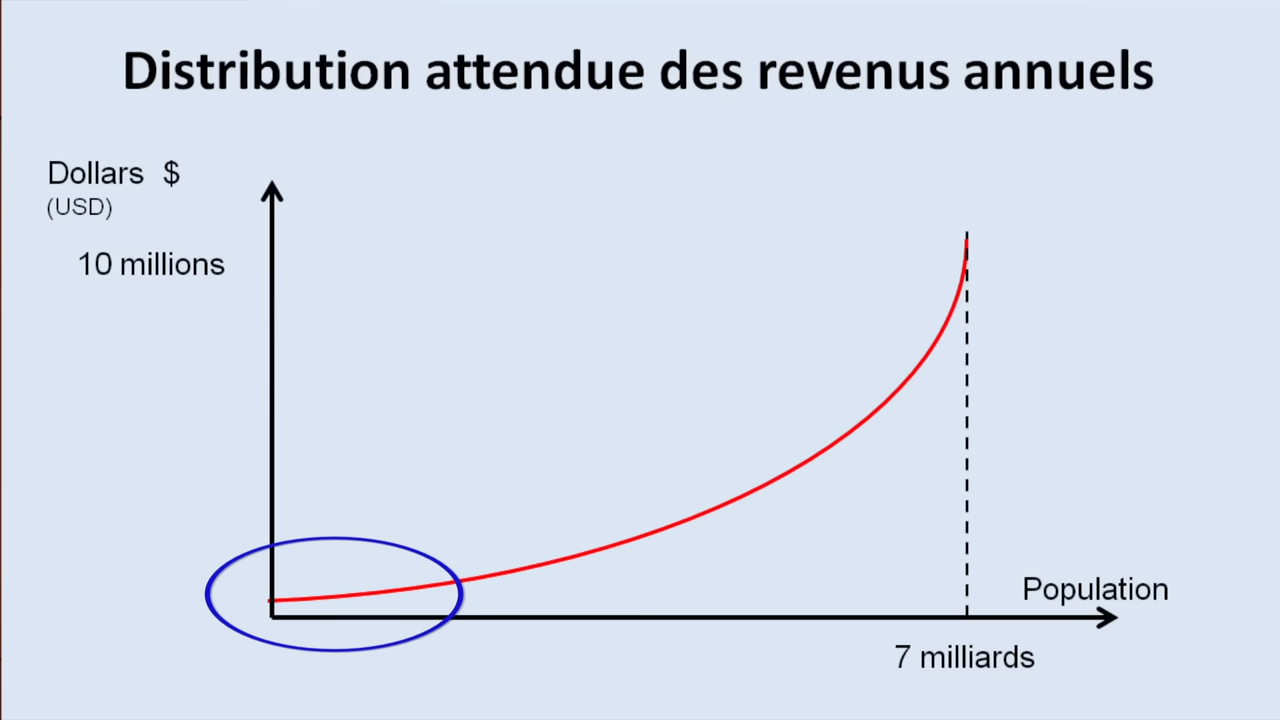 Distribution attendue des revenus annuels
Dollars $
(USD)
10 millions
Population
7 milliards